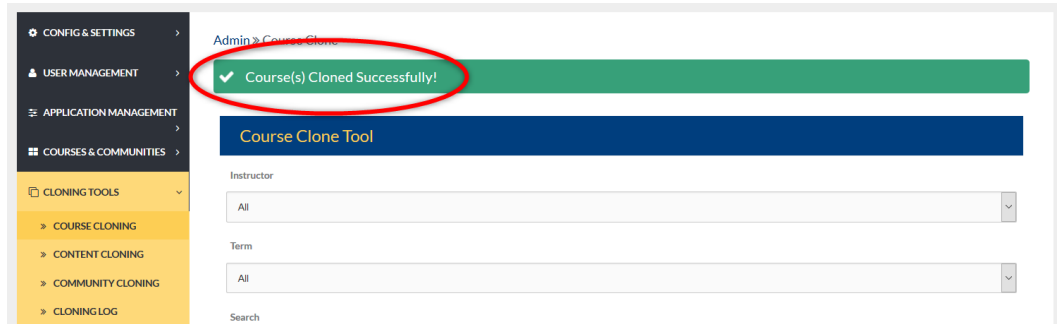 CONFIG & SETTINGS
USER MANAGEMENT
APPLICATION MANAGEMENT
COURSES & COMMUNITIES
CLONING TOOLS
» COURSE CLONING
» CONTENT CLONING
» COMMUNITY CLONING
» CLONING LOG
Admin » Course Clone
Course(s) Cloned Successfully!
Course Clone Tool
Instructor
All
Term
All
Search